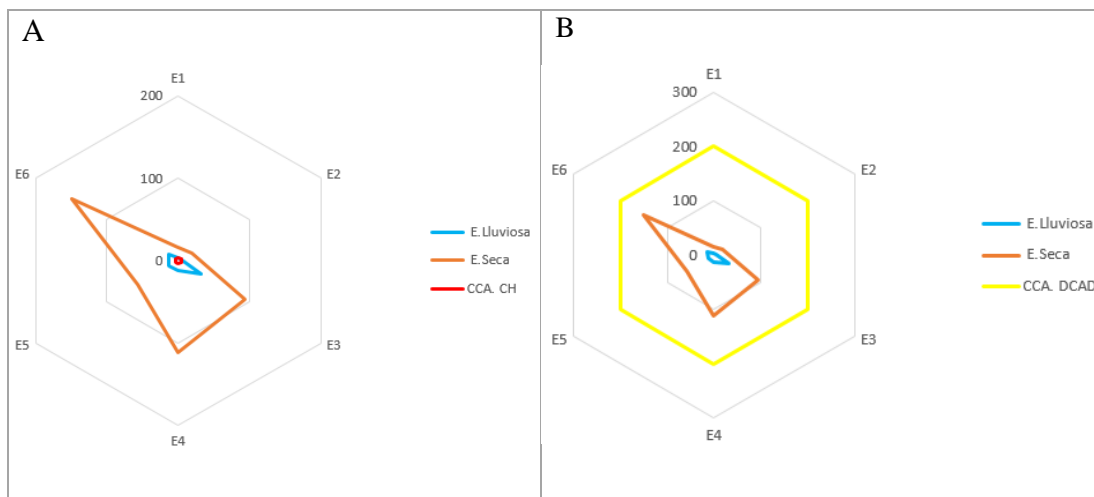 A
E1
200
E6
E2
100
0
E5
E3
E4
E.Lluviosa
E.Seca
CCA. CH
B
E1
300
200
E6
E2
100
0
E5
E3
E4
E.Lluviosa
E.Seca
CCA. DCAD